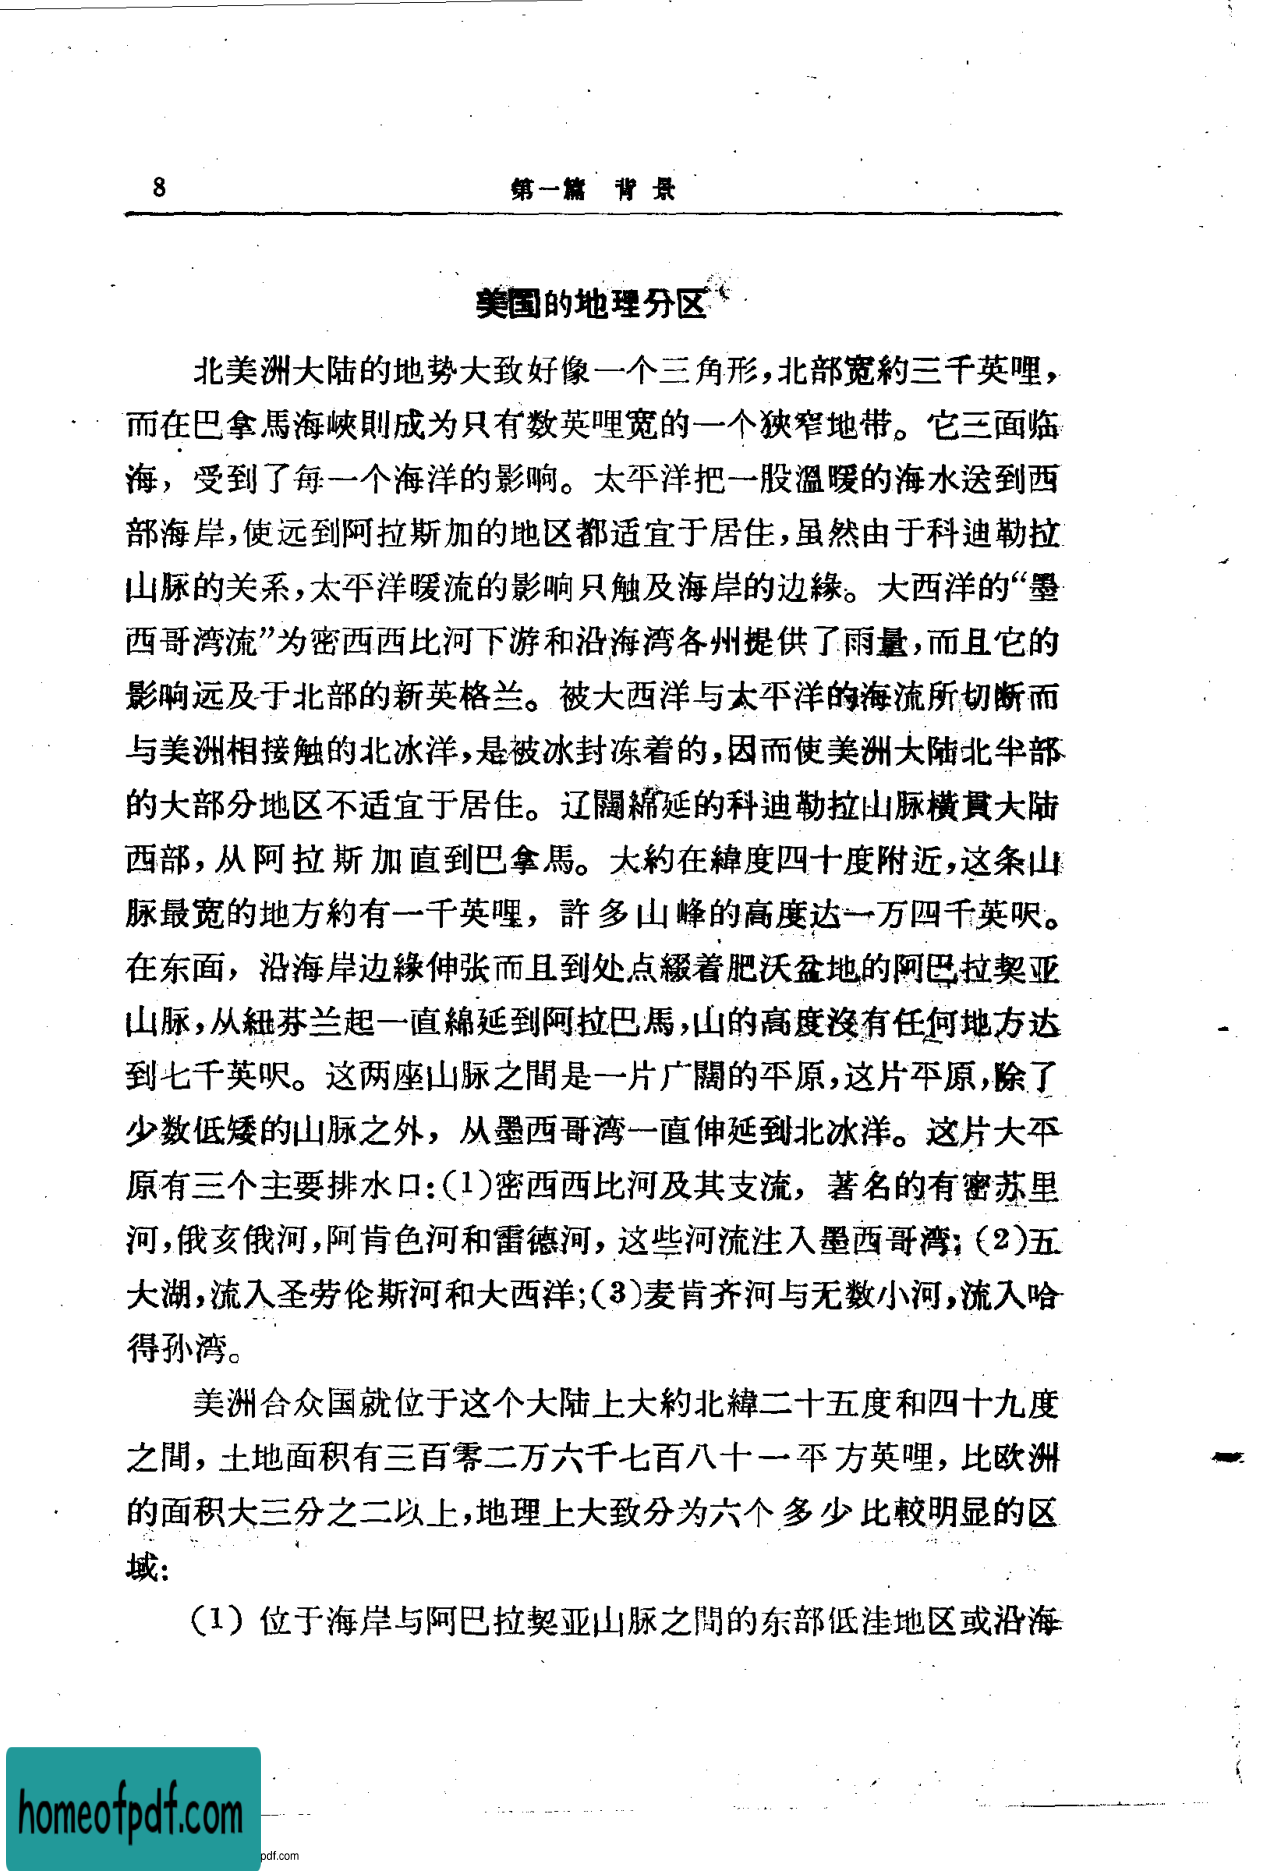 8
第一篇 背景
美国的地理分区
北美洲大陆的地势大致好像一个三角形,北部宽約三千英哩,
而在巴拿馬海峽則成为只有数英哩宽的一个狹窄地带。它三面临
海，受到了每一个海洋的影响。太平洋把一股溫暖的海水送到西
部海岸,使远到阿拉斯加的地区都适宜于居住,虽然由于科迪勒拉
山脉的关系,太平洋暖流的影响只触及海岸的边緣。大西洋的“墨
西哥湾流”为密西西比河下游和沿海湾各州提供了雨量,而且它的
影响远及于北部的新英格兰。被大西洋与太平洋的海流所切断而
与美洲相接触的北冰洋,是被冰封冻着的,因而使美洲大陆北半部
的大部分地区不适宜于居住。辽闊綿延的科迪勒拉山脉橫貫大陆
西部,从阿拉斯加直到巴拿馬。大約在緯度四十度附近,这条山
脉最宽的地方約有一千英哩，許多山峰的高度达一万四千英呎。
在东面，沿海岸边緣伸张而且到处点綴着肥沃盆地的阿巴拉契亚
山脉,从紐芬兰起一直綿延到阿拉巴馬,山的高度沒有任何地方达
到七千英呎。这两座山脉之間是一片广闊的平原,这片平原,除了
少数低矮的山脉之外，从墨西哥湾一直伸延到北冰洋。这片大平
原有三个主要排水口:(1)密西西比河及其支流，著名的有密苏里
河,俄亥俄河,阿肯色河和雷德河，这些河流注入墨西哥湾;(2)五
大湖,流入圣劳伦斯河和大西洋;(3)麦肯齐河与无数小河,流入哈
得孙湾。
美洲合众国就位于这个大陆上大約北緯二十五度和四十九度
之間，土地面积有三百零二万六千七百八十一平方英哩，比欧洲
的面积大三分之二以上,地理上大致分为六个多少比較明显的区
域:
(1) 位于海岸与阿巴拉契亚山脉之間的东部低洼地区或沿海
homeofpdf.com
pdf.com